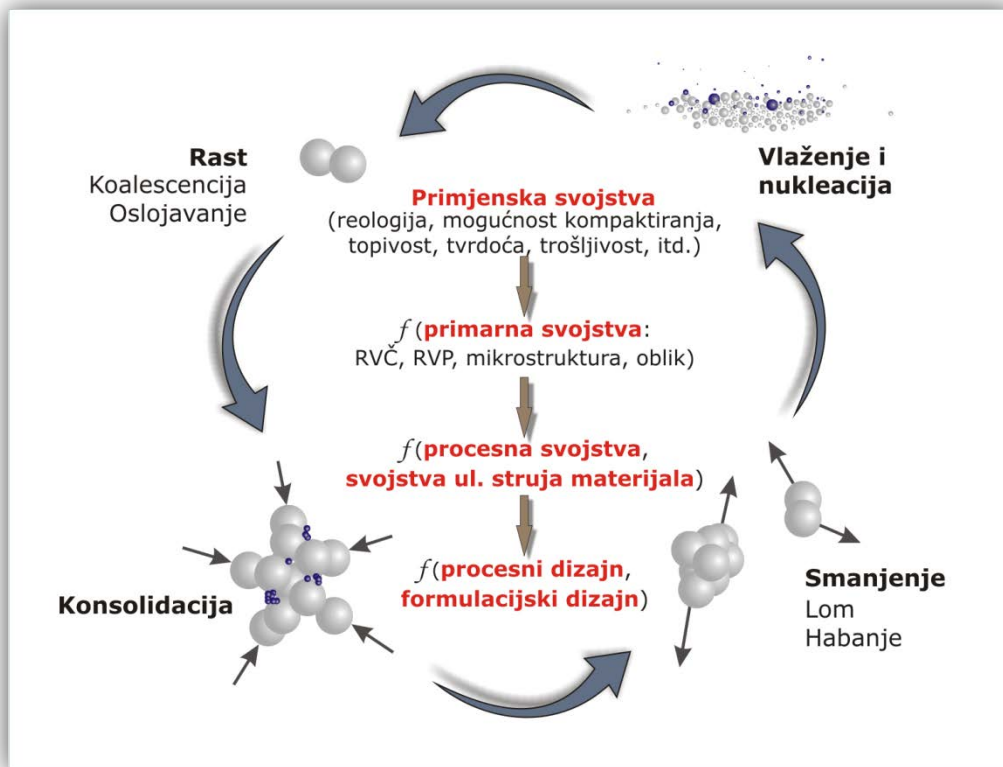 Vlaženje i
nukleacija
Rast
Koalescencija
Oslojavanje
Primjenska svojstva
(reologija, mogućnost kompaktiranja,
topivost, tvrdoća, trošljivost, itd.)
f(primarna svojstva:
RVČ, RVP, mikrostruktura, oblik)
f(procesna svojstva,
svojstva ul. struja materijala)
f(procesni dizajn,
formulacijski dizajn)
Konsolidacija
Smanjenje
Lom
Habanje